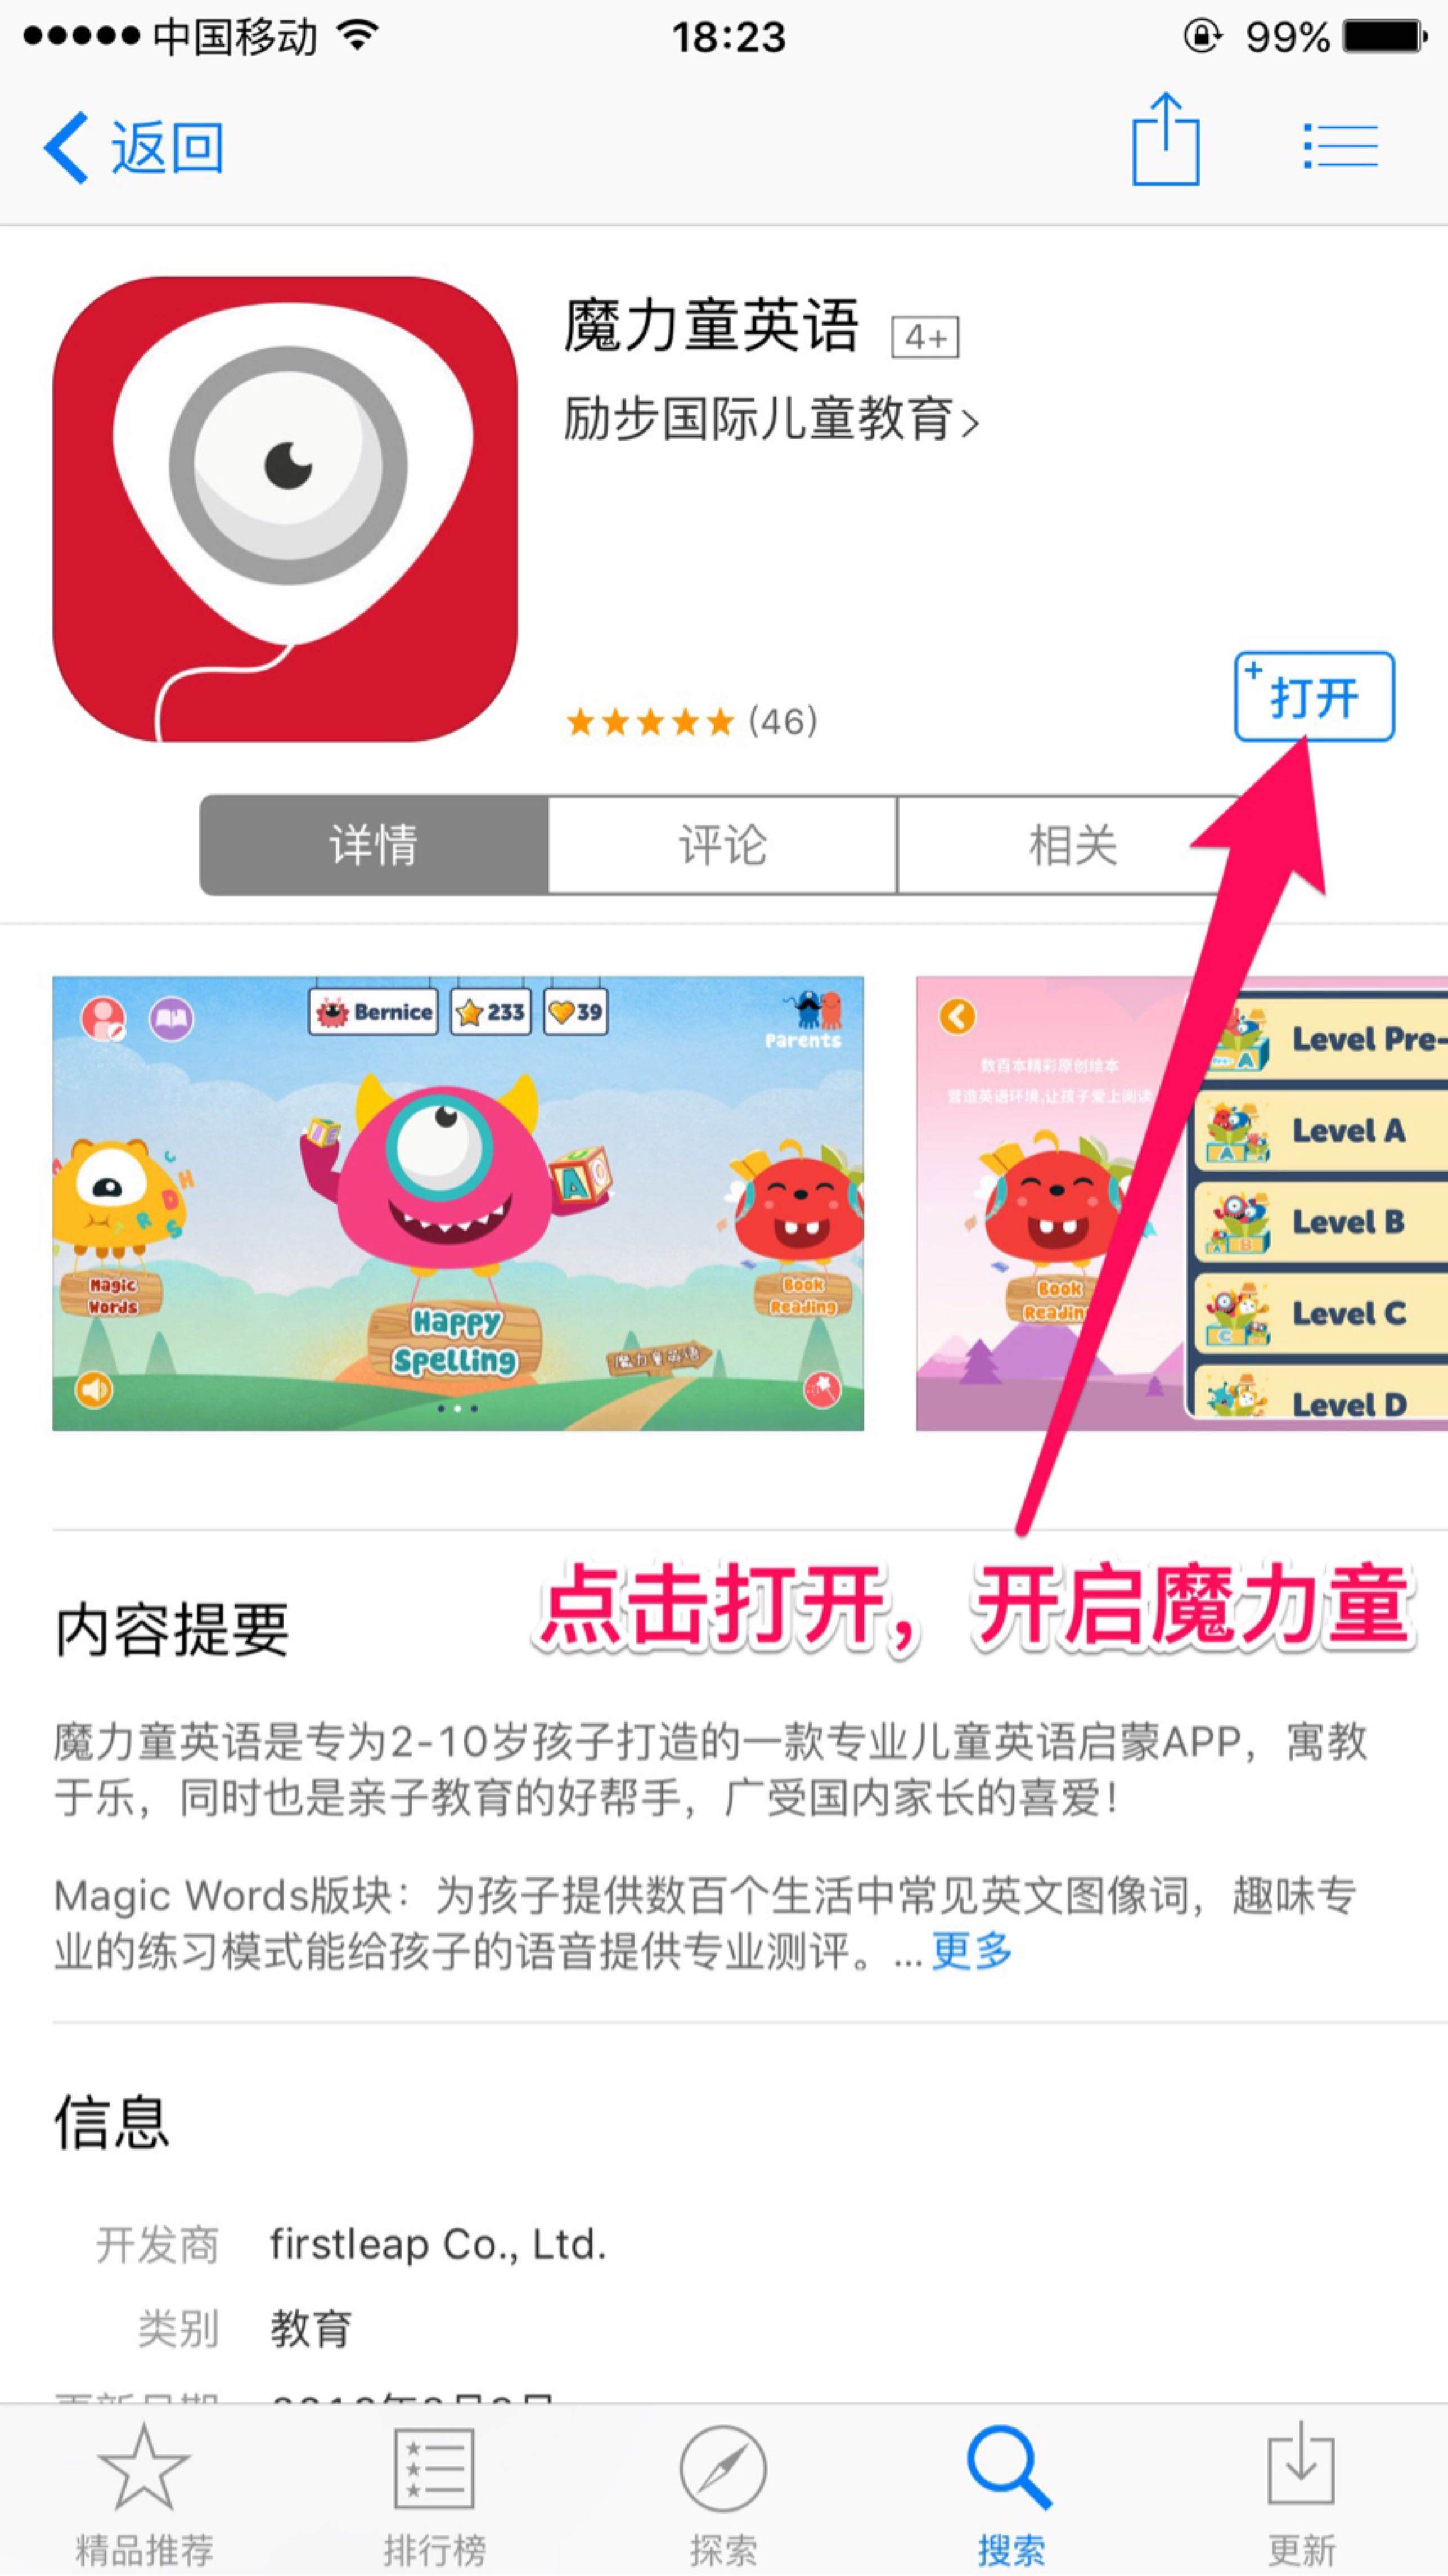 中国移动
18:23
99%
返回
魔力童英语 4+
励步国际儿童教育
(46)
+ 打开
详情
评论
相关
Bernice
233
39
Parents
Magic
Words
Happy
Spelling
魔力童英语
Book
Reading
数百本精彩原创绘本
营造英语环境,让孩子爱上阅读
Book
Level Pre-
Level A
Level B
Level C
Level D
点击打开，开启魔力童
内容提要
魔力童英语是专为2-10岁孩子打造的一款专业儿童英语启蒙APP，寓教
于乐，同时也是亲子教育的好帮手，广受国内家长的喜爱！
Magic Words版块：为孩子提供数百个生活中常见英文图像词，趣味专
业的练习模式能给孩子的语音提供专业测评。...更多
信息
开发商 firstleap Co., Ltd.
类别 教育
精品推荐
排行榜
探索
搜索
更新